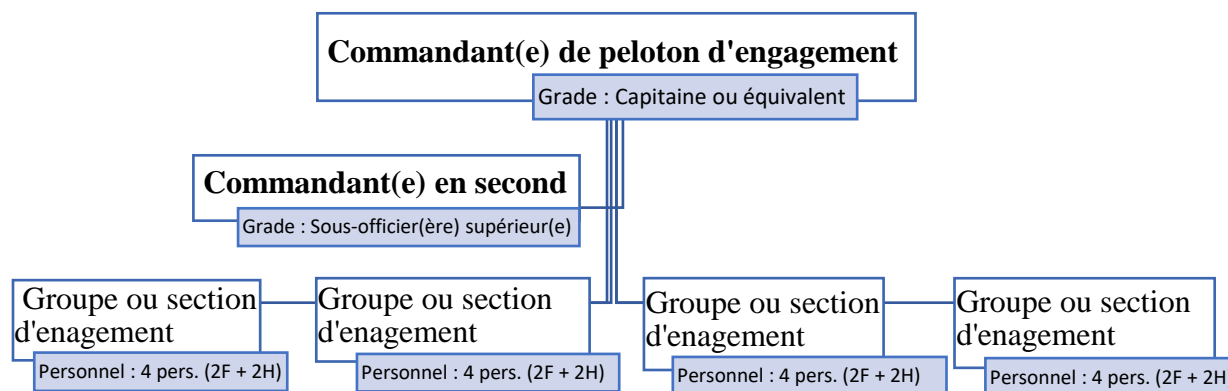 Commandant(e) de peloton d'engagement
Grade : Capitaine ou équivalent
Commandant(e) en second
Grade : Sous-officier(ère) supérieur(e)
Groupe ou section
d'enagement
Personnel : 4 pers. (2F + 2H)
Groupe ou section
d'enagement
Personnel : 4 pers. (2F + 2H)
Groupe ou section
d'enagement
Personnel : 4 pers. (2F + 2H)
Groupe ou section
d'enagement
Personnel : 4 pers. (2F + 2H